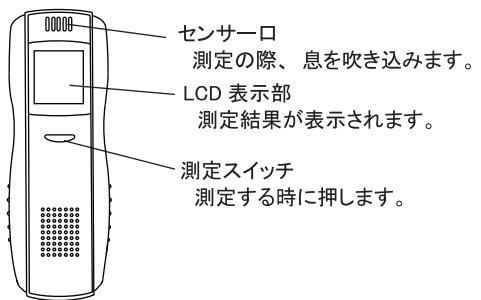 センサー口
測定の際、息を吹き込みます。
LCD 表示部
測定結果が表示されます。
測定スイッチ
測定する時に押します。